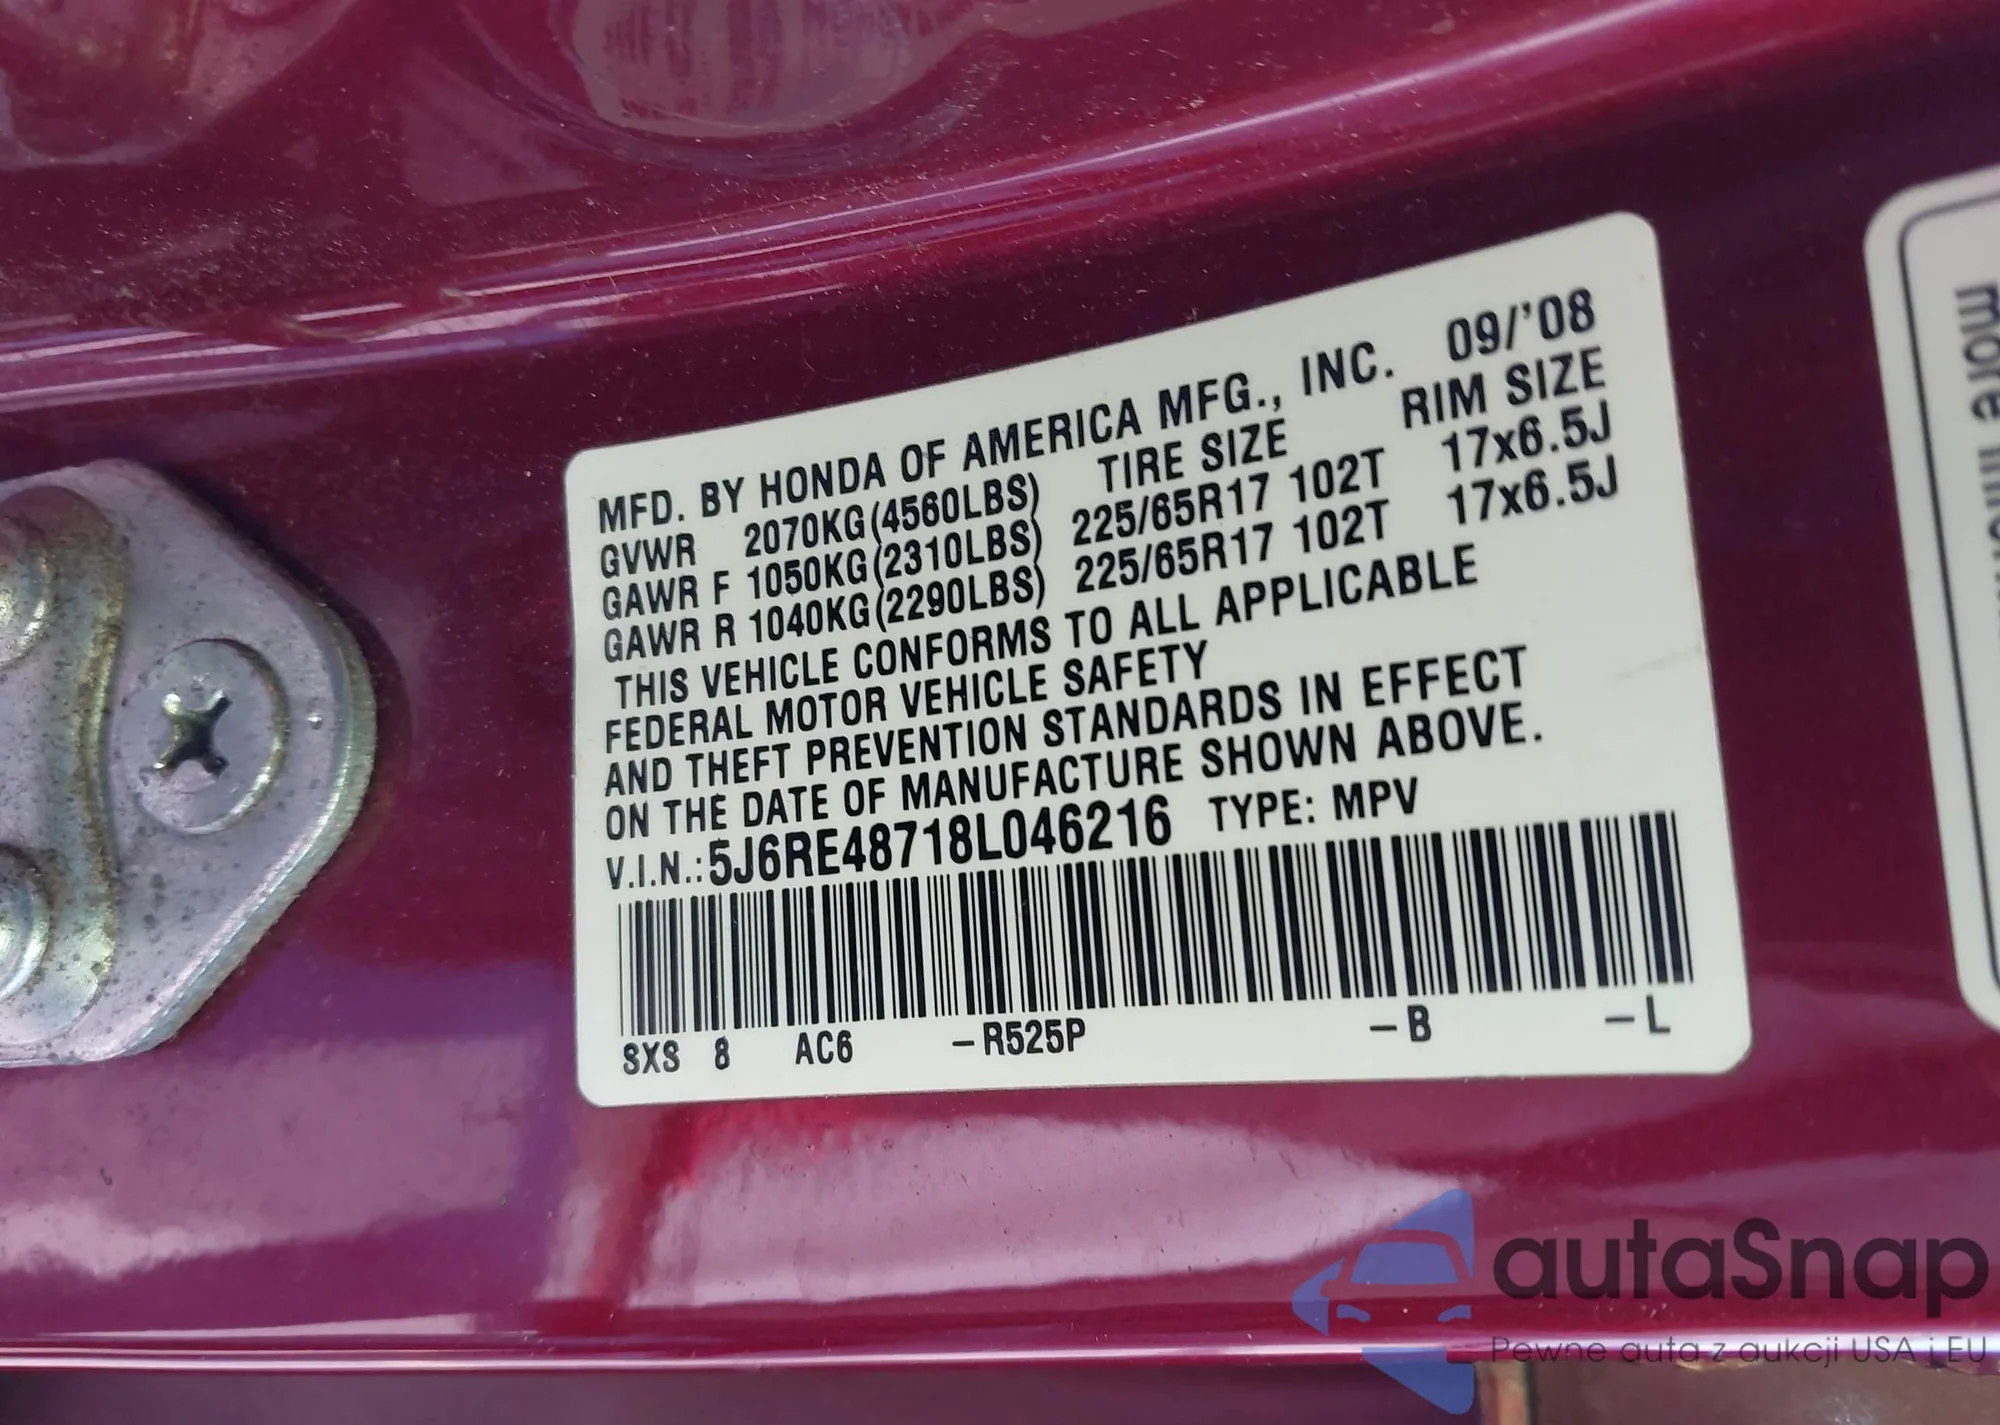 MFD. BY HONDA OF AMERICA MFG., INC. 09/'08
GVWR 2070KG(4560LBS) TIRE SIZE RIM SIZE
GAWR F 1050KG(2310LBS) 225/65R17 102T 17x6.5J
GAWR R 1040KG(2290LBS) 225/65R17 102T 17x6.5J
THIS VEHICLE CONFORMS TO ALL APPLICABLE
FEDERAL MOTOR VEHICLE SAFETY
AND THEFT PREVENTION STANDARDS IN EFFECT
ON THE DATE OF MANUFACTURE SHOWN ABOVE.
V.I.N.: 5J6RE48718L046216 TYPE: MPV
SXS 8 AC6 -R525P -B -L
more
autaSnap
Pewne auta z aukcji USA i EU